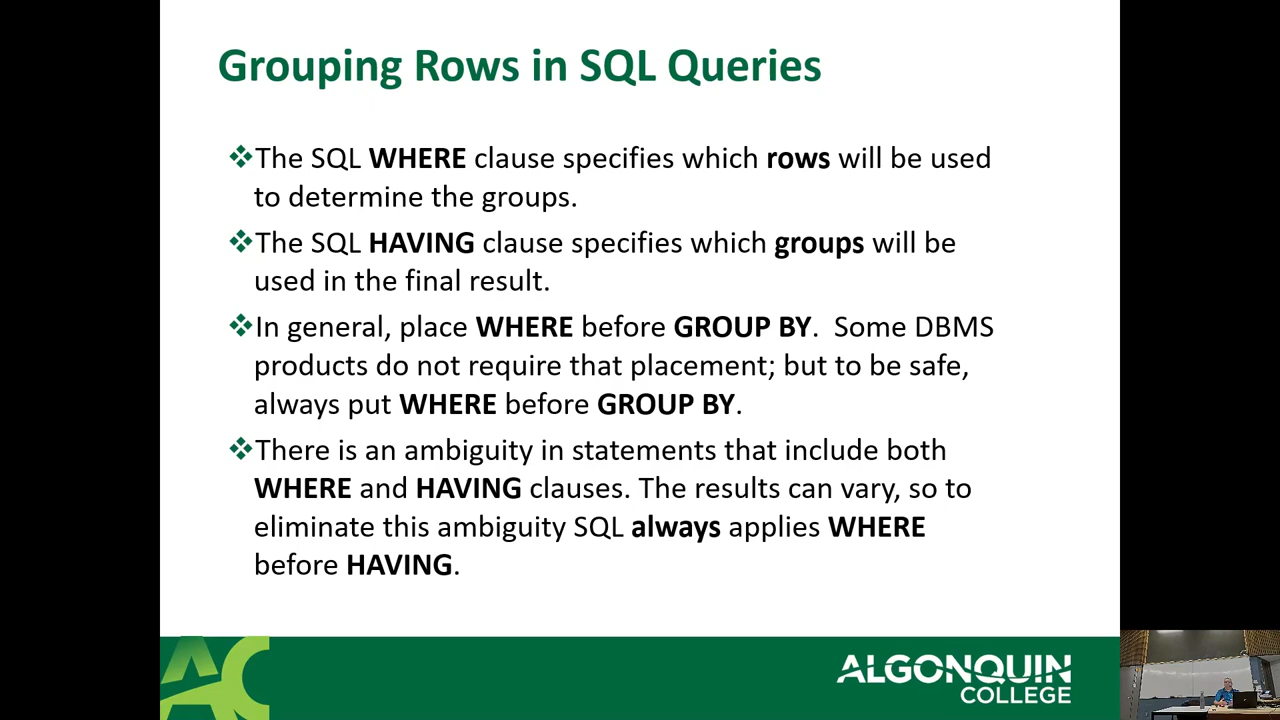 Grouping Rows in SQL Queries
The SQL WHERE clause specifies which rows will be used
to determine the groups.
The SQL HAVING clause specifies which groups will be
used in the final result.
In general, place WHERE before GROUP BY.  Some DBMS
products do not require that placement; but to be safe,
always put WHERE before GROUP BY.
There is an ambiguity in statements that include both
WHERE and HAVING clauses. The results can vary, so to
eliminate this ambiguity SQL always applies WHERE
before HAVING.
AC
ALGONQUIN
COLLEGE